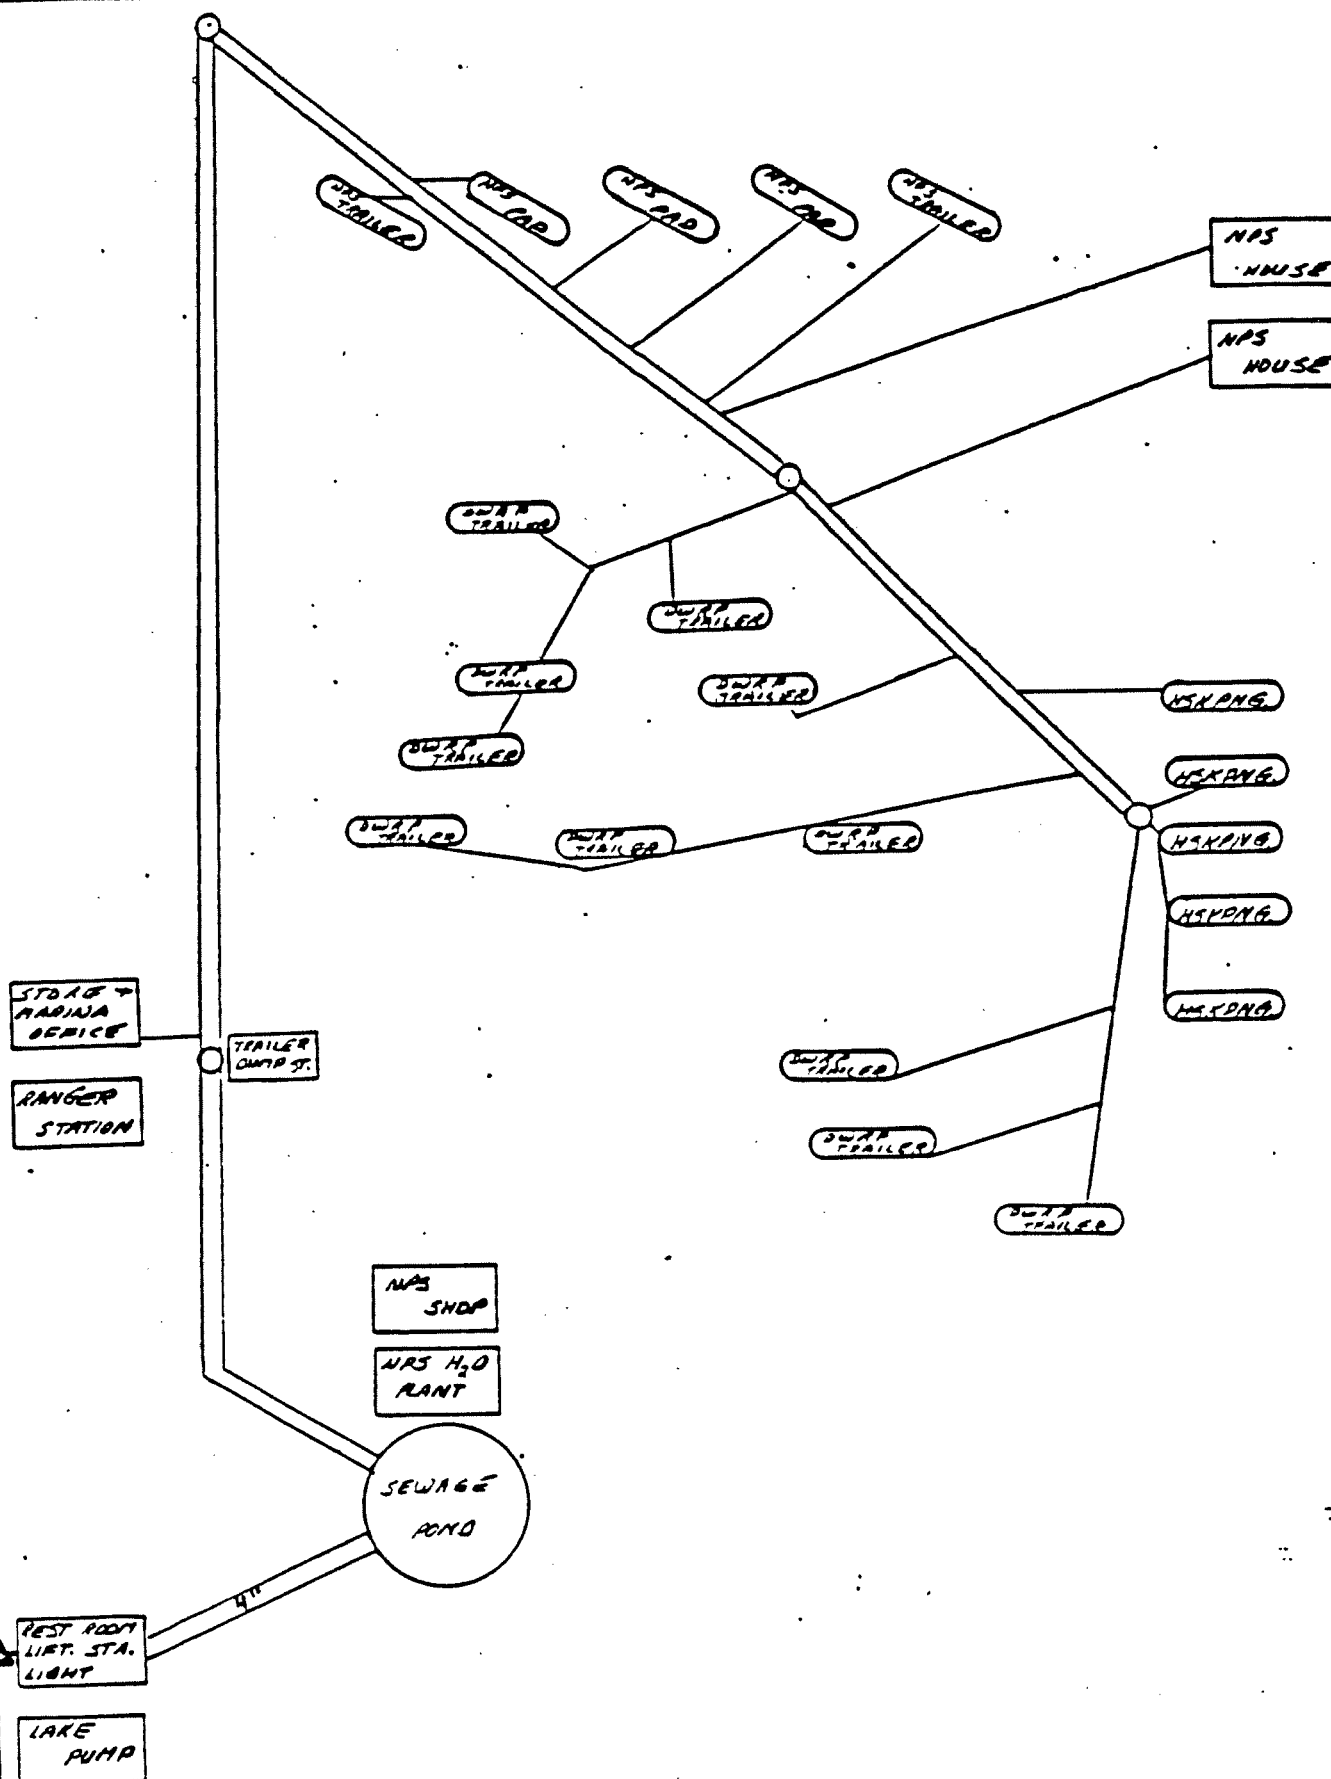 NPS
TRAILER
NPS
PAD
NPS
PAD
NPS
PAD
NPS
TRAILER
NPS
HOUSE
NPS
HOUSE
DWRP
TRAILER
DWRP
TRAILER
DWRP
TRAILER
DWRP
TRAILER
DWRP
TRAILER
HSKPNG.
HSKPNG.
HSKPNG.
HSKPNG.
HSKPNG.
DWRP
TRAILER
DWRP
TRAILER
DWRP
TRAILER
STORE +
MARINA
OFFICE
TRAILER
DUMP ST.
RANGER
STATION
DWRP
TRAILER
DWRP
TRAILER
DWRP
TRAILER
NPS
SHOP
NPS H2O
PLANT
SEWAGE
POND
4"
REST ROOM
LIFT. STA.
LIGHT
LAKE
PUMP